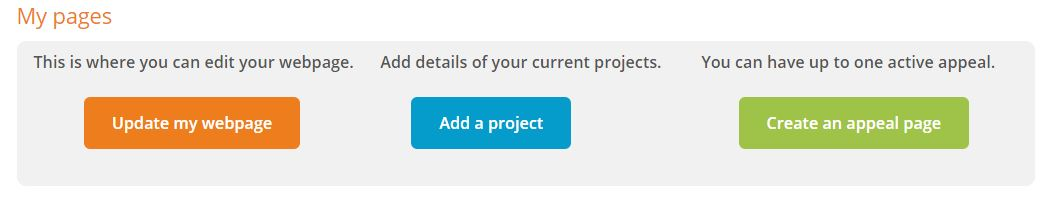 My pages
This is where you can edit your webpage.
Add details of your current projects.
You can have up to one active appeal.
Update my webpage
Add a project
Create an appeal page